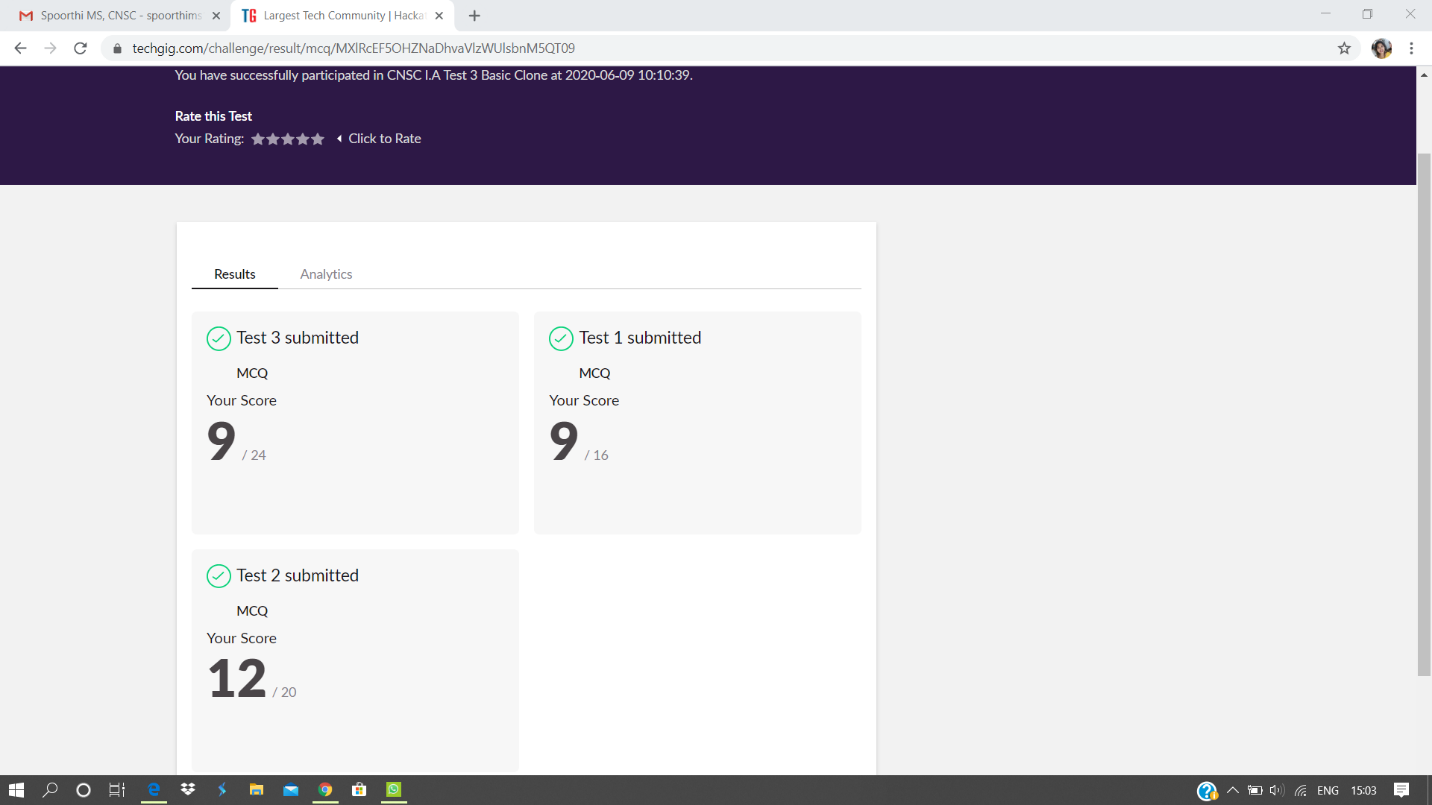 Spoorthi MS, CNSC - spoorthims
Largest Tech Community | Hacka
techgig.com/challenge/result/mcq/MXlRcEF5OHZNaDhvaVlzWUlsbnM5QT09
You have successfully participated in CNSC I.A Test 3 Basic Clone at 2020-06-09 10:10:39.
Rate this Test
Your Rating: Click to Rate
Results Analytics
Test 3 submitted
MCQ
Your Score
9 / 24
Test 1 submitted
MCQ
Your Score
9 / 16
Test 2 submitted
MCQ
Your Score
12 / 20
ENG 15:03